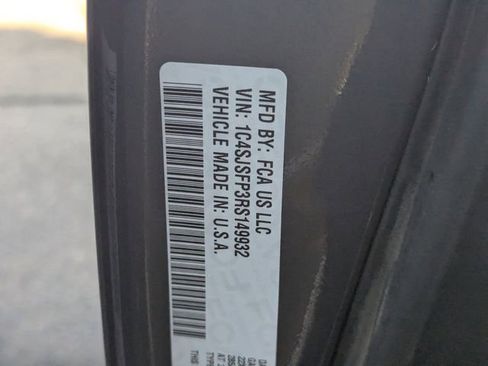 MFD BY: FCA US LLC
VIN: 1C4SJSFP3RS149932
VEHICLE MADE IN: U.S.A.